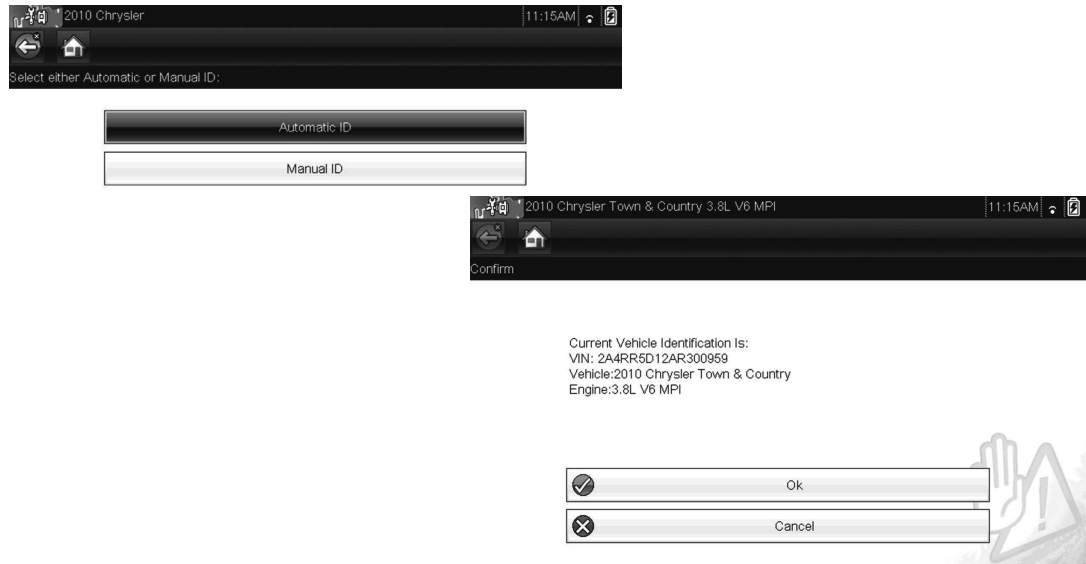 2010 Chrysler 11:15AM
Select either Automatic or Manual ID:
Automatic ID
Manual ID
2010 Chrysler Town & Country 3.8L V6 MPI 11:15AM
Confirm
Current Vehicle Identification Is:
VIN: 2A4RR5D12AR300959
Vehicle:2010 Chrysler Town & Country
Engine:3.8L V6 MPI
Ok
Cancel